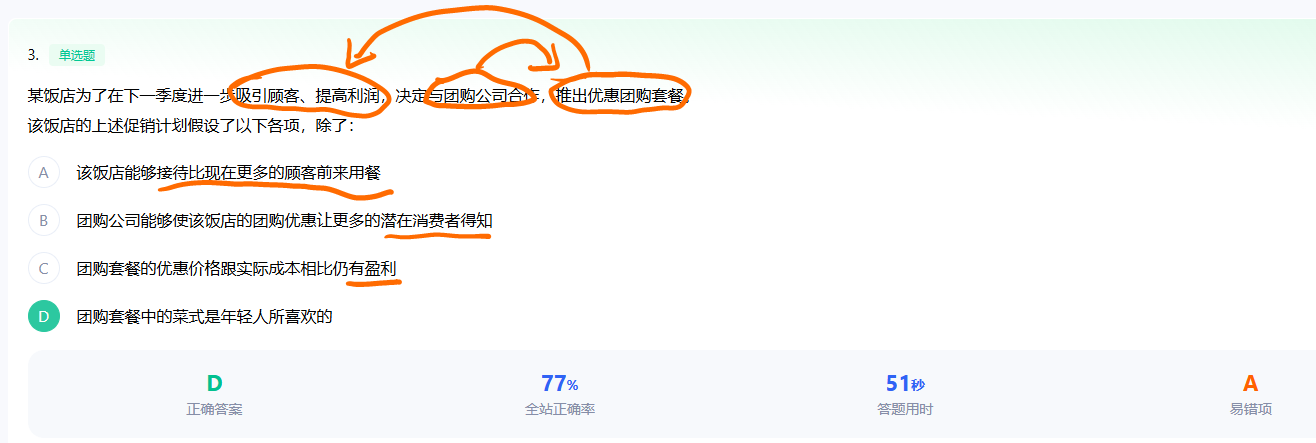 3. 单选题
某饭店为了在下一季度进一步吸引顾客、提高利润，决定与团购公司合作，推出优惠团购套餐。
该饭店的上述促销计划假设了以下各项，除了：
A 该饭店能够接待比现在更多的顾客前来用餐
B 团购公司能够使该饭店的团购优惠让更多的潜在消费者得知
C 团购套餐的优惠价格跟实际成本相比仍有盈利
D 团购套餐中的菜式是年轻人所喜欢的
D 77% 51秒 A
正确答案 全站正确率 答题用时 易错项